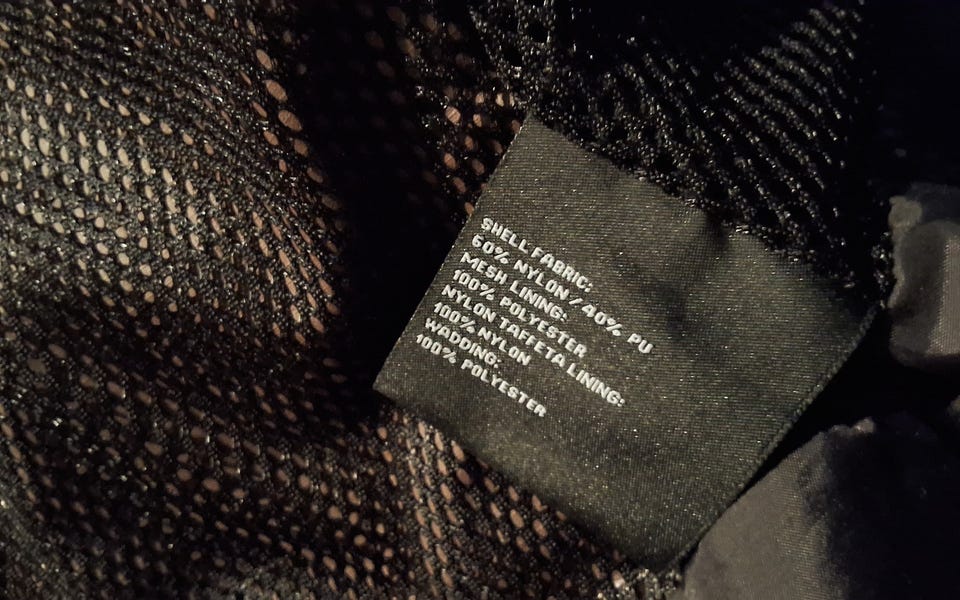 SHELL FABRIC:
60% NYLON / 40% PU
MESH LINING:
100% POLYESTER
NYLON TAFFETA LINING:
100% NYLON
WADDING:
100% POLYESTER